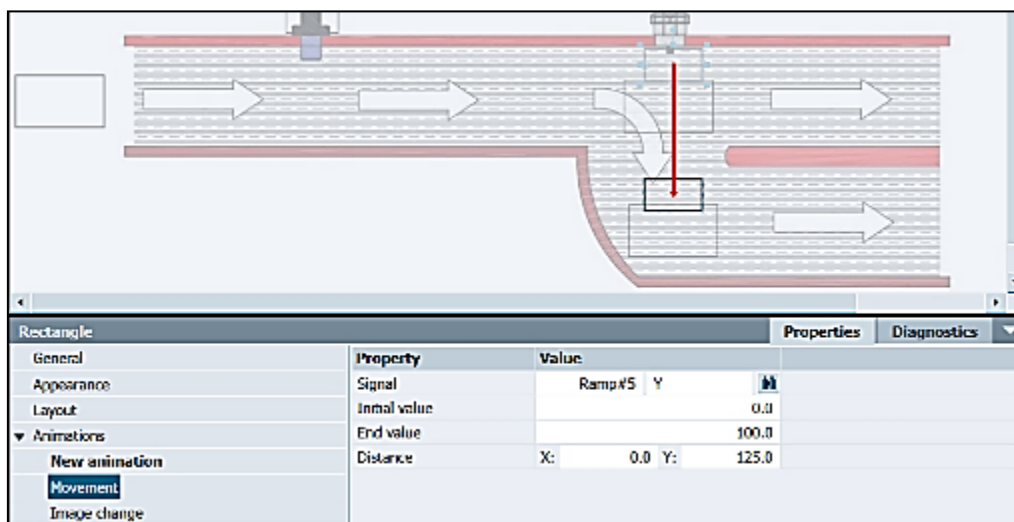 Rectangle Properties Diagnostics
General Property Value
Appearance Signal Ramp#5 Y
Layout Initial value 0.0
Animations End value 100.0
New animation Distance X: 0.0 Y: 125.0
Movement
Image change